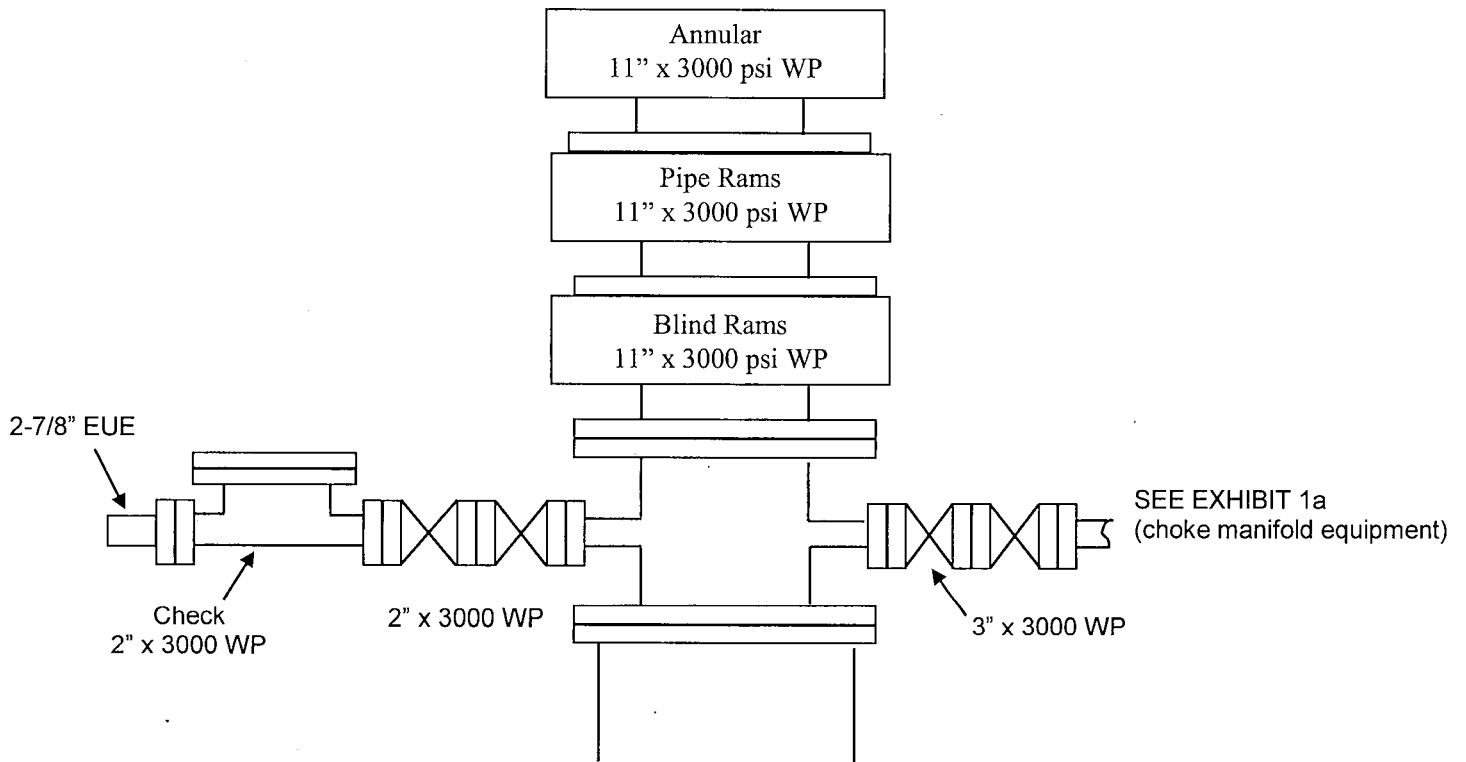 Annular
11” x 3000 psi WP
Pipe Rams
11” x 3000 psi WP
Blind Rams
11” x 3000 psi WP
2-7/8” EUE
Check
2” x 3000 WP
2” x 3000 WP
3” x 3000 WP
SEE EXHIBIT 1a
(choke manifold equipment)